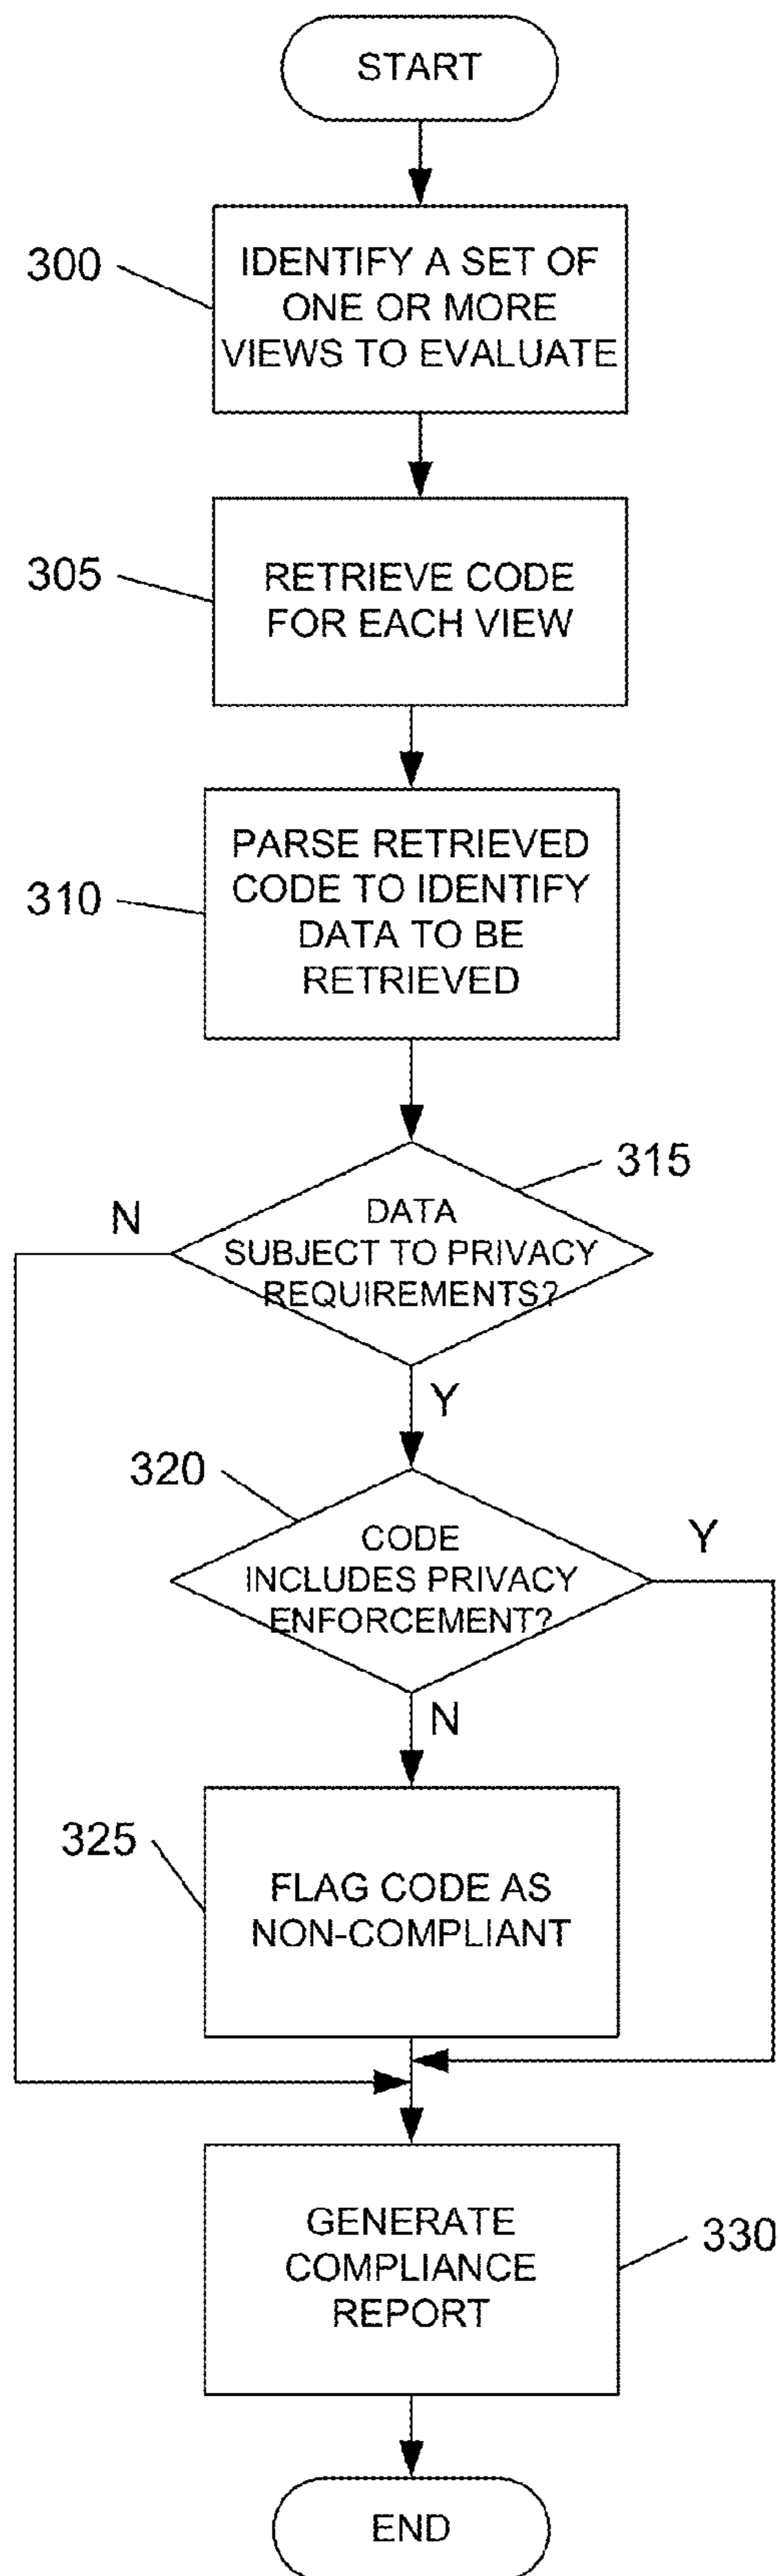 START
300
IDENTIFY A SET OF
ONE OR MORE
VIEWS TO EVALUATE
305
RETRIEVE CODE
FOR EACH VIEW
310
PARSE RETRIEVED
CODE TO IDENTIFY
DATA TO BE
RETRIEVED
315
N
DATA
SUBJECT TO PRIVACY
REQUIREMENTS?
Y
320
CODE
INCLUDES PRIVACY
ENFORCEMENT?
Y
N
325
FLAG CODE AS
NON-COMPLIANT
GENERATE
COMPLIANCE
REPORT
330
END